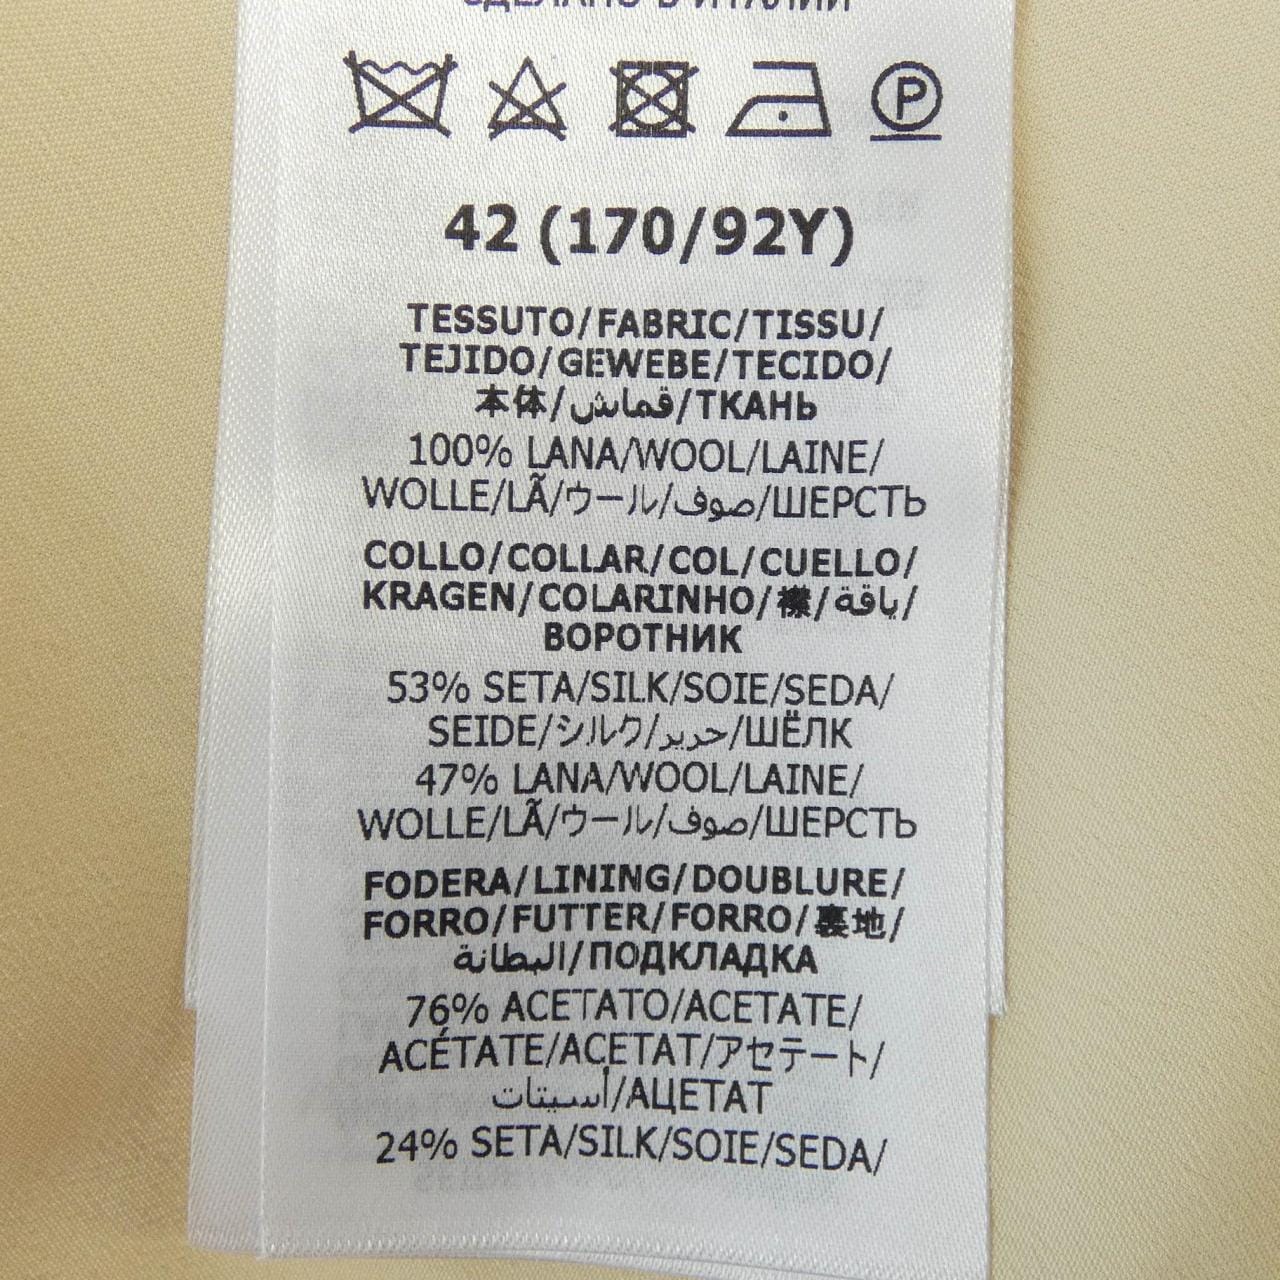 СДЕЛАНО В ИТАЛИИ
P
42 (170/92Y)
TESSUTO/FABRIC/TISSU/
TEJIDO/GEWEBE/TECIDO/
本体/قماش/ТКАНЬ
100% LANA/WOOL/LAINE/
WOLLE/LÃ/ウール/صوف/ШЕРСТЬ
COLLO/COLLAR/COL/CUELLO/
KRAGEN/COLARINHO/襟/ياقة/
ВОРОТНИК
53% SETA/SILK/SOIE/SEDA/
SEIDE/シルク/حرير/ШЁЛК
47% LANA/WOOL/LAINE/
WOLLE/LÃ/ウール/صوف/ШЕРСТЬ
FODERA/LINING/DOUBLURE/
FORRO/FUTTER/FORRO/裏地/
البطانة/ПОДКЛАДКА
76% ACETATO/ACETATE/
ACÉTATE/ACETAT/アセテート/
أسيتات/АЦЕТАТ
24% SETA/SILK/SOIE/SEDA/